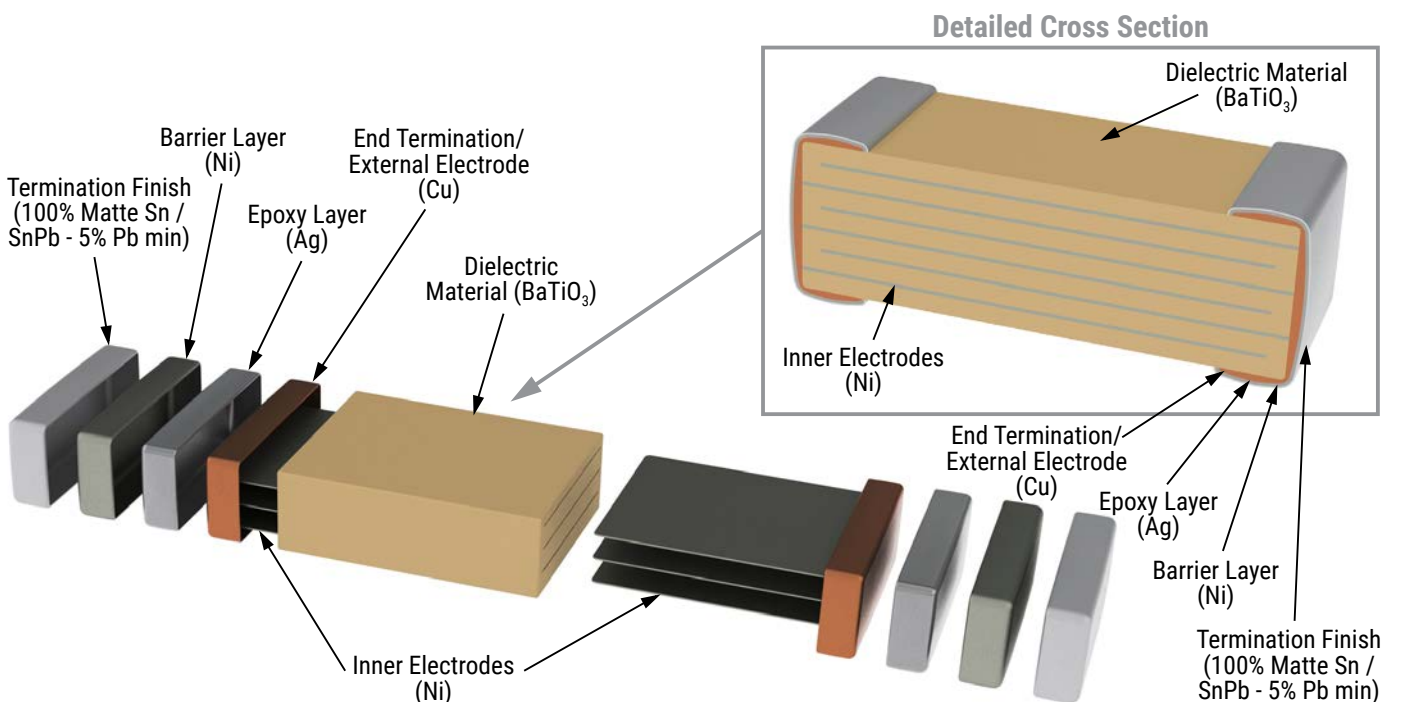 Detailed Cross Section
Dielectric Material
(BaTiO₃)
Inner Electrodes
(Ni)
Termination Finish
(100% Matte Sn /
SnPb - 5% Pb min)
Barrier Layer
(Ni)
Epoxy Layer
(Ag)
End Termination/
External Electrode
(Cu)
Dielectric
Material (BaTiO₃)
Inner Electrodes
(Ni)
End Termination/
External Electrode
(Cu)
Epoxy Layer
(Ag)
Barrier Layer
(Ni)
Termination Finish
(100% Matte Sn /
SnPb - 5% Pb min)